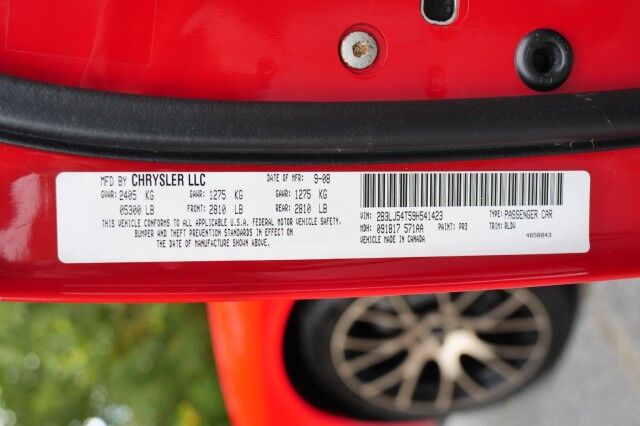 MFD BY CHRYSLER LLC DATE OF MFR 9-08
GVWR: 2405 KG GAWR: 1275 KG GAWR: 1275 KG
05300 LB FRONT: 2810 LB REAR: 2810 LB
THIS VEHICLE CONFORMS TO ALL APPLICABLE U.S.A. FEDERAL MOTOR VEHICLE SAFETY,
BUMPER AND THEFT PREVENTION STANDARDS IN EFFECT ON
THE DATE OF MANUFACTURE SHOWN ABOVE.
VIN: 2B3LJ54T59H541423 TYPE: PASSENGER CAR
MDH: 091817 571AA PAINT: PR3 TRIM: RLDV
VEHICLE MADE IN CANADA 4658843